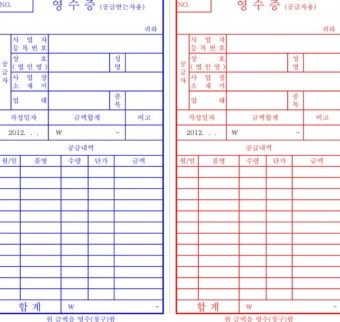 NO.
영 수 증 (공급받는자용)
귀하
공급자
사 업 자
등 록 번 호
상 호
(법인명)
성명
사 업 장
소 재 지
업 태
종목
작성일자 금액합계 비고
2012. . . ₩ -
공급내역
월/일 품명 수량 단가 금액
합 계 ₩ -
위 금액을 영수(청구)함
NO.
영 수 증 (공급자용)
귀하
공급자
사 업 자
등 록 번 호
상 호
(법인명)
성명
사 업 장
소 재 지
업 태
종목
작성일자 금액합계 비고
2012. . . ₩ -
공급내역
월/일 품명 수량 단가 금액
합 계 ₩ -
위 금액을 영수(청구)함